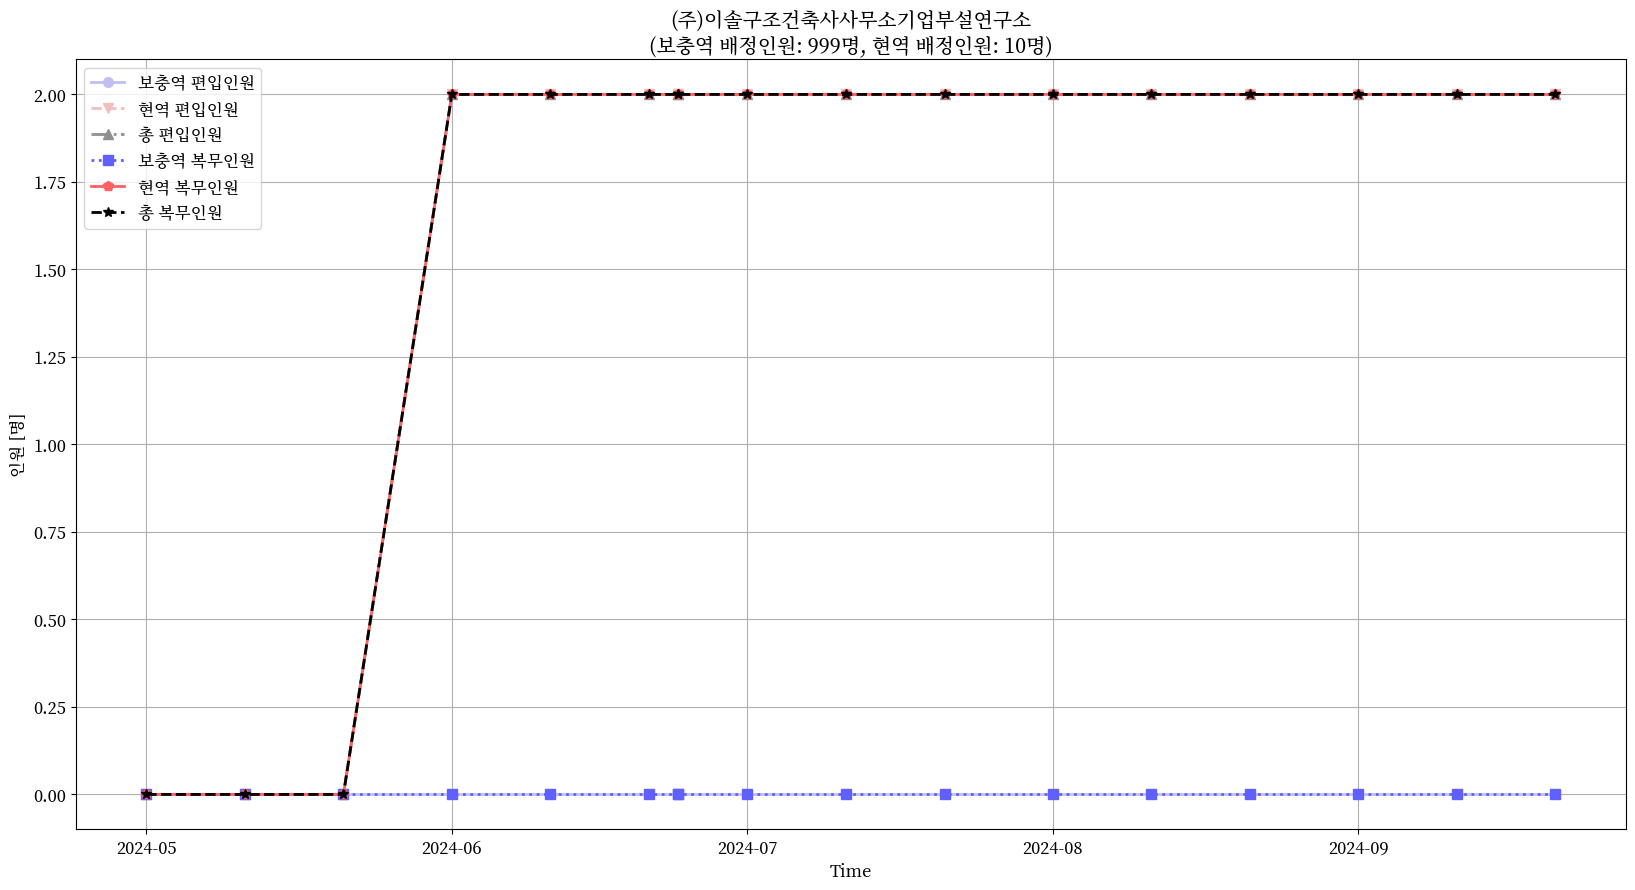 (주)이솔구조건축사사무소기업부설연구소
(보충역 배정인원: 999명, 현역 배정인원: 10명)
보충역 편입인원
현역 편입인원
총 편입인원
보충역 복무인원
현역 복무인원
총 복무인원
2.00
1.75
1.50
1.25
1.00
0.75
0.50
0.25
0.00
인원 [명]
2024-05
2024-06
2024-07
2024-08
2024-09
Time